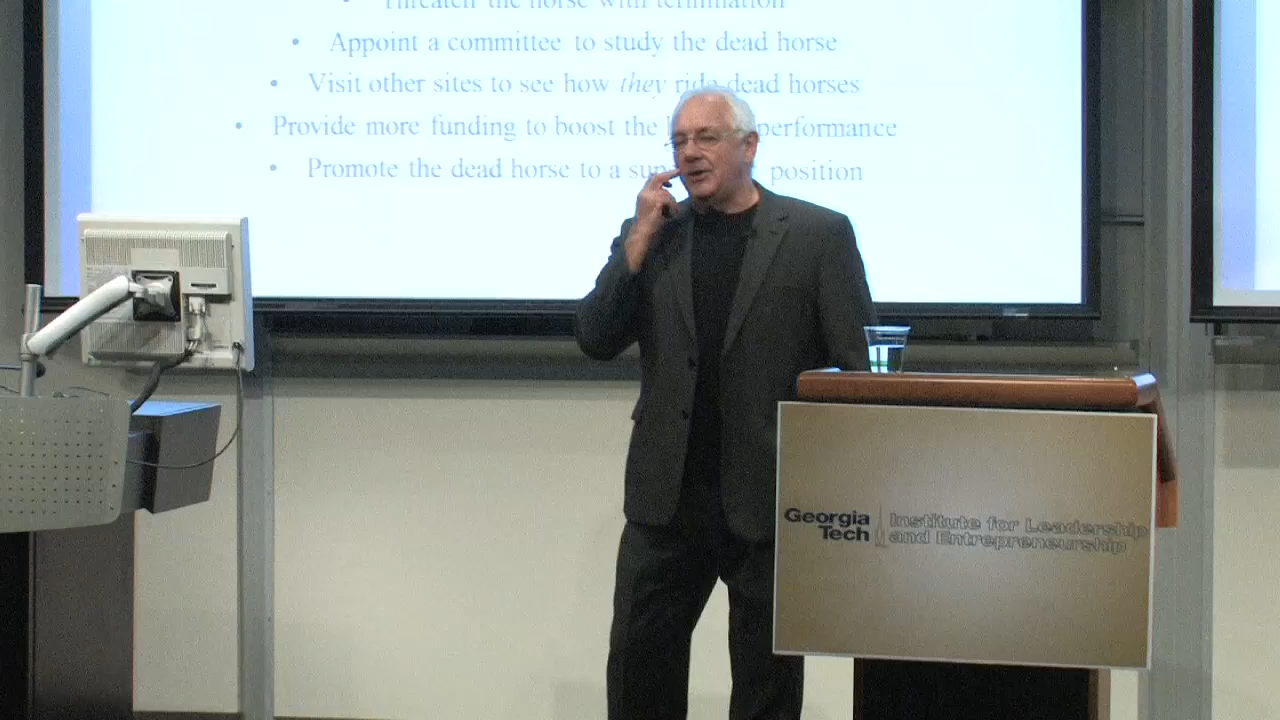 Threaten the horse with termination
• Appoint a committee to study the dead horse
• Visit other sites to see how they ride dead horses
• Provide more funding to boost the performance
• Promote the dead horse to a position
Georgia Tech
Institute for Leadership
and Entrepreneurship